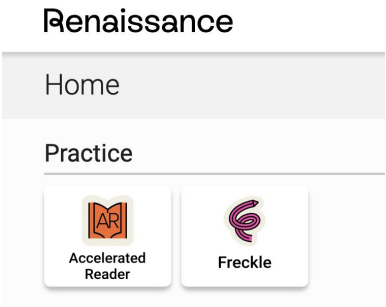 Renaissance
Home
Practice
AR
Accelerated
Reader
Freckle